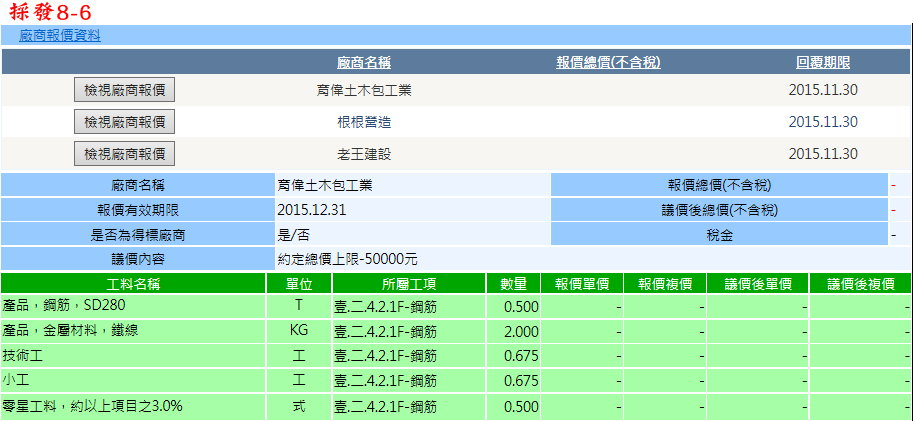 採發8-6
廠商報價資料
廠商名稱 報價總價(不含稅) 回覆期限
檢視廠商報價 育偉土木包工業 2015.11.30
檢視廠商報價 根根營造 2015.11.30
檢視廠商報價 老王建設 2015.11.30
廠商名稱 育偉土木包工業 報價總價(不含稅) -
報價有效期限 2015.12.31 議價後總價(不含稅) -
是否為得標廠商 是/否 稅金 -
議價內容 約定總價上限-50000元
工料名稱 單位 所屬工項 數量 報價單價 報價複價 議價後單價 議價後複價
產品，鋼筋，SD280 T 壹.二.4.2.1F-鋼筋 0.500 - - - -
產品，金屬材料，鐵線 KG 壹.二.4.2.1F-鋼筋 2.000 - - - -
技術工 工 壹.二.4.2.1F-鋼筋 0.675 - - - -
小工 工 壹.二.4.2.1F-鋼筋 0.675 - - - -
零星工料，約以上項目之3.0% 式 壹.二.4.2.1F-鋼筋 0.500 - - - -